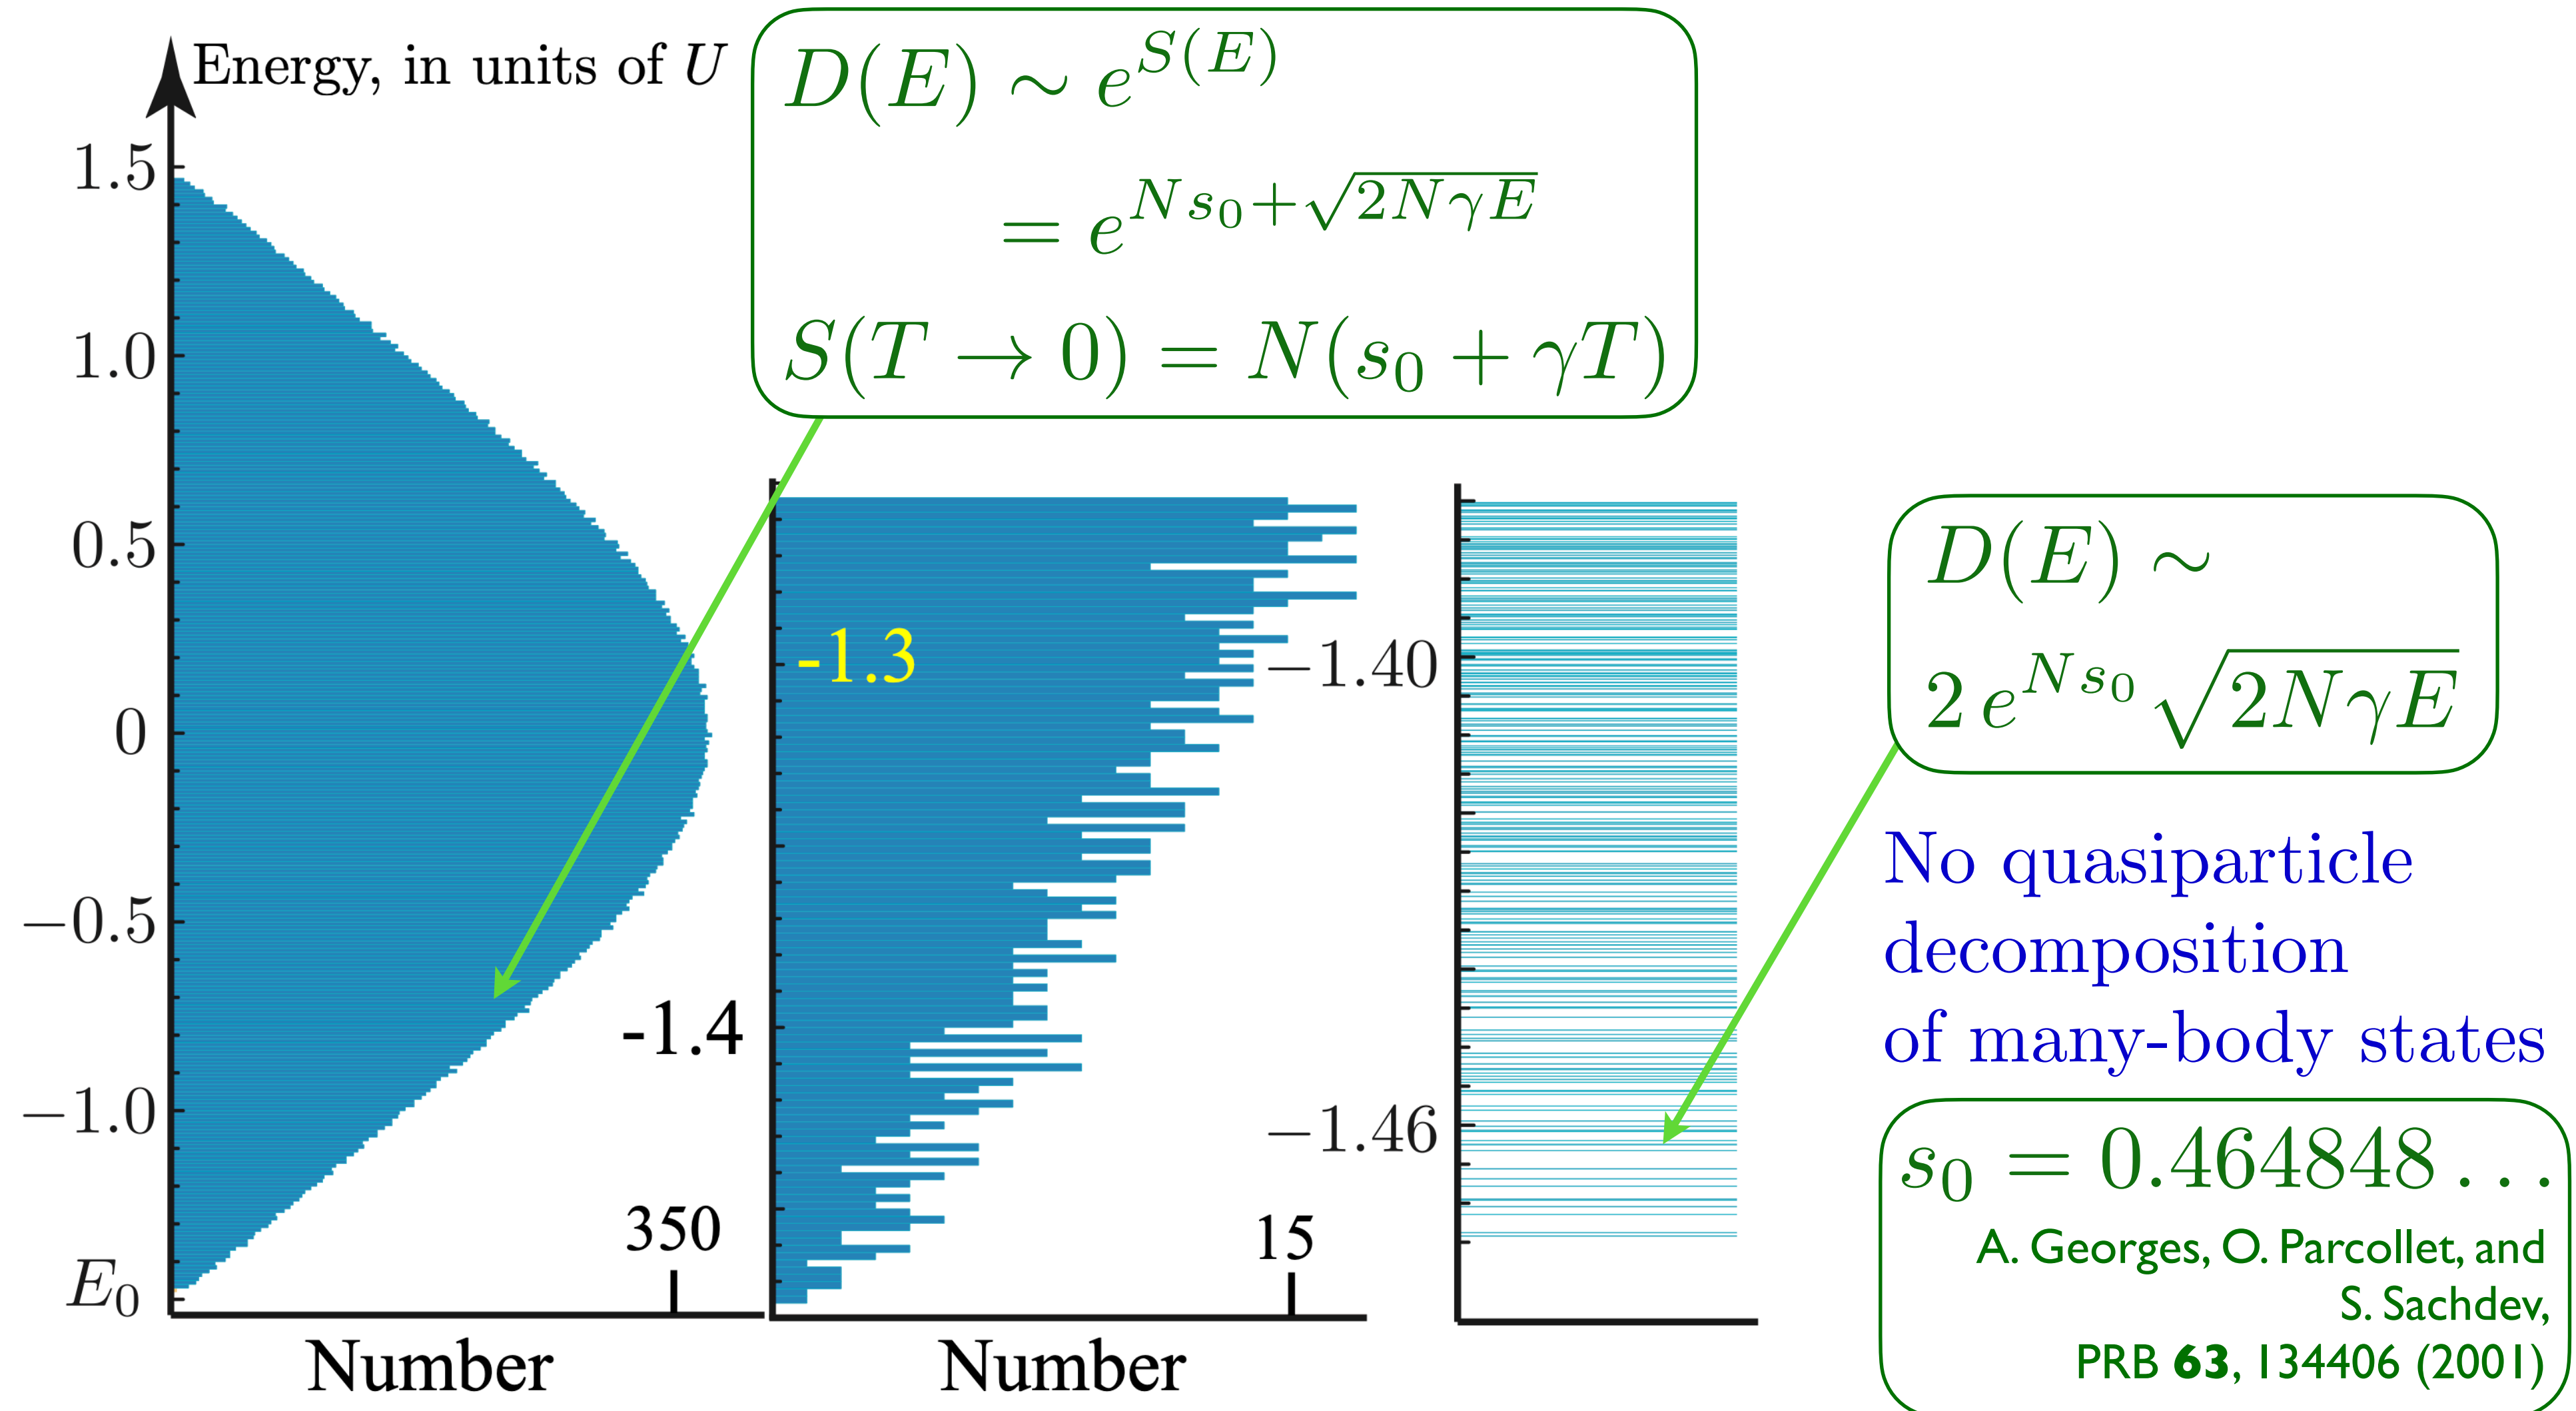 Energy, in units of U
1.5
1.0
0.5
0
−0.5
−1.0
E₀
350
Number
D(E) ∼ e^{S(E)}
= e^{Ns₀+√(2NγE)}
S(T → 0) = N(s₀ + γT)
-1.3
-1.4
15
Number
−1.40
−1.46
D(E) ∼
2 e^{Ns₀} √(2NγE)
No quasiparticle
decomposition
of many-body states
s₀ = 0.464848…
A. Georges, O. Parcollet, and
S. Sachdev,
PRB 63, 134406 (2001)